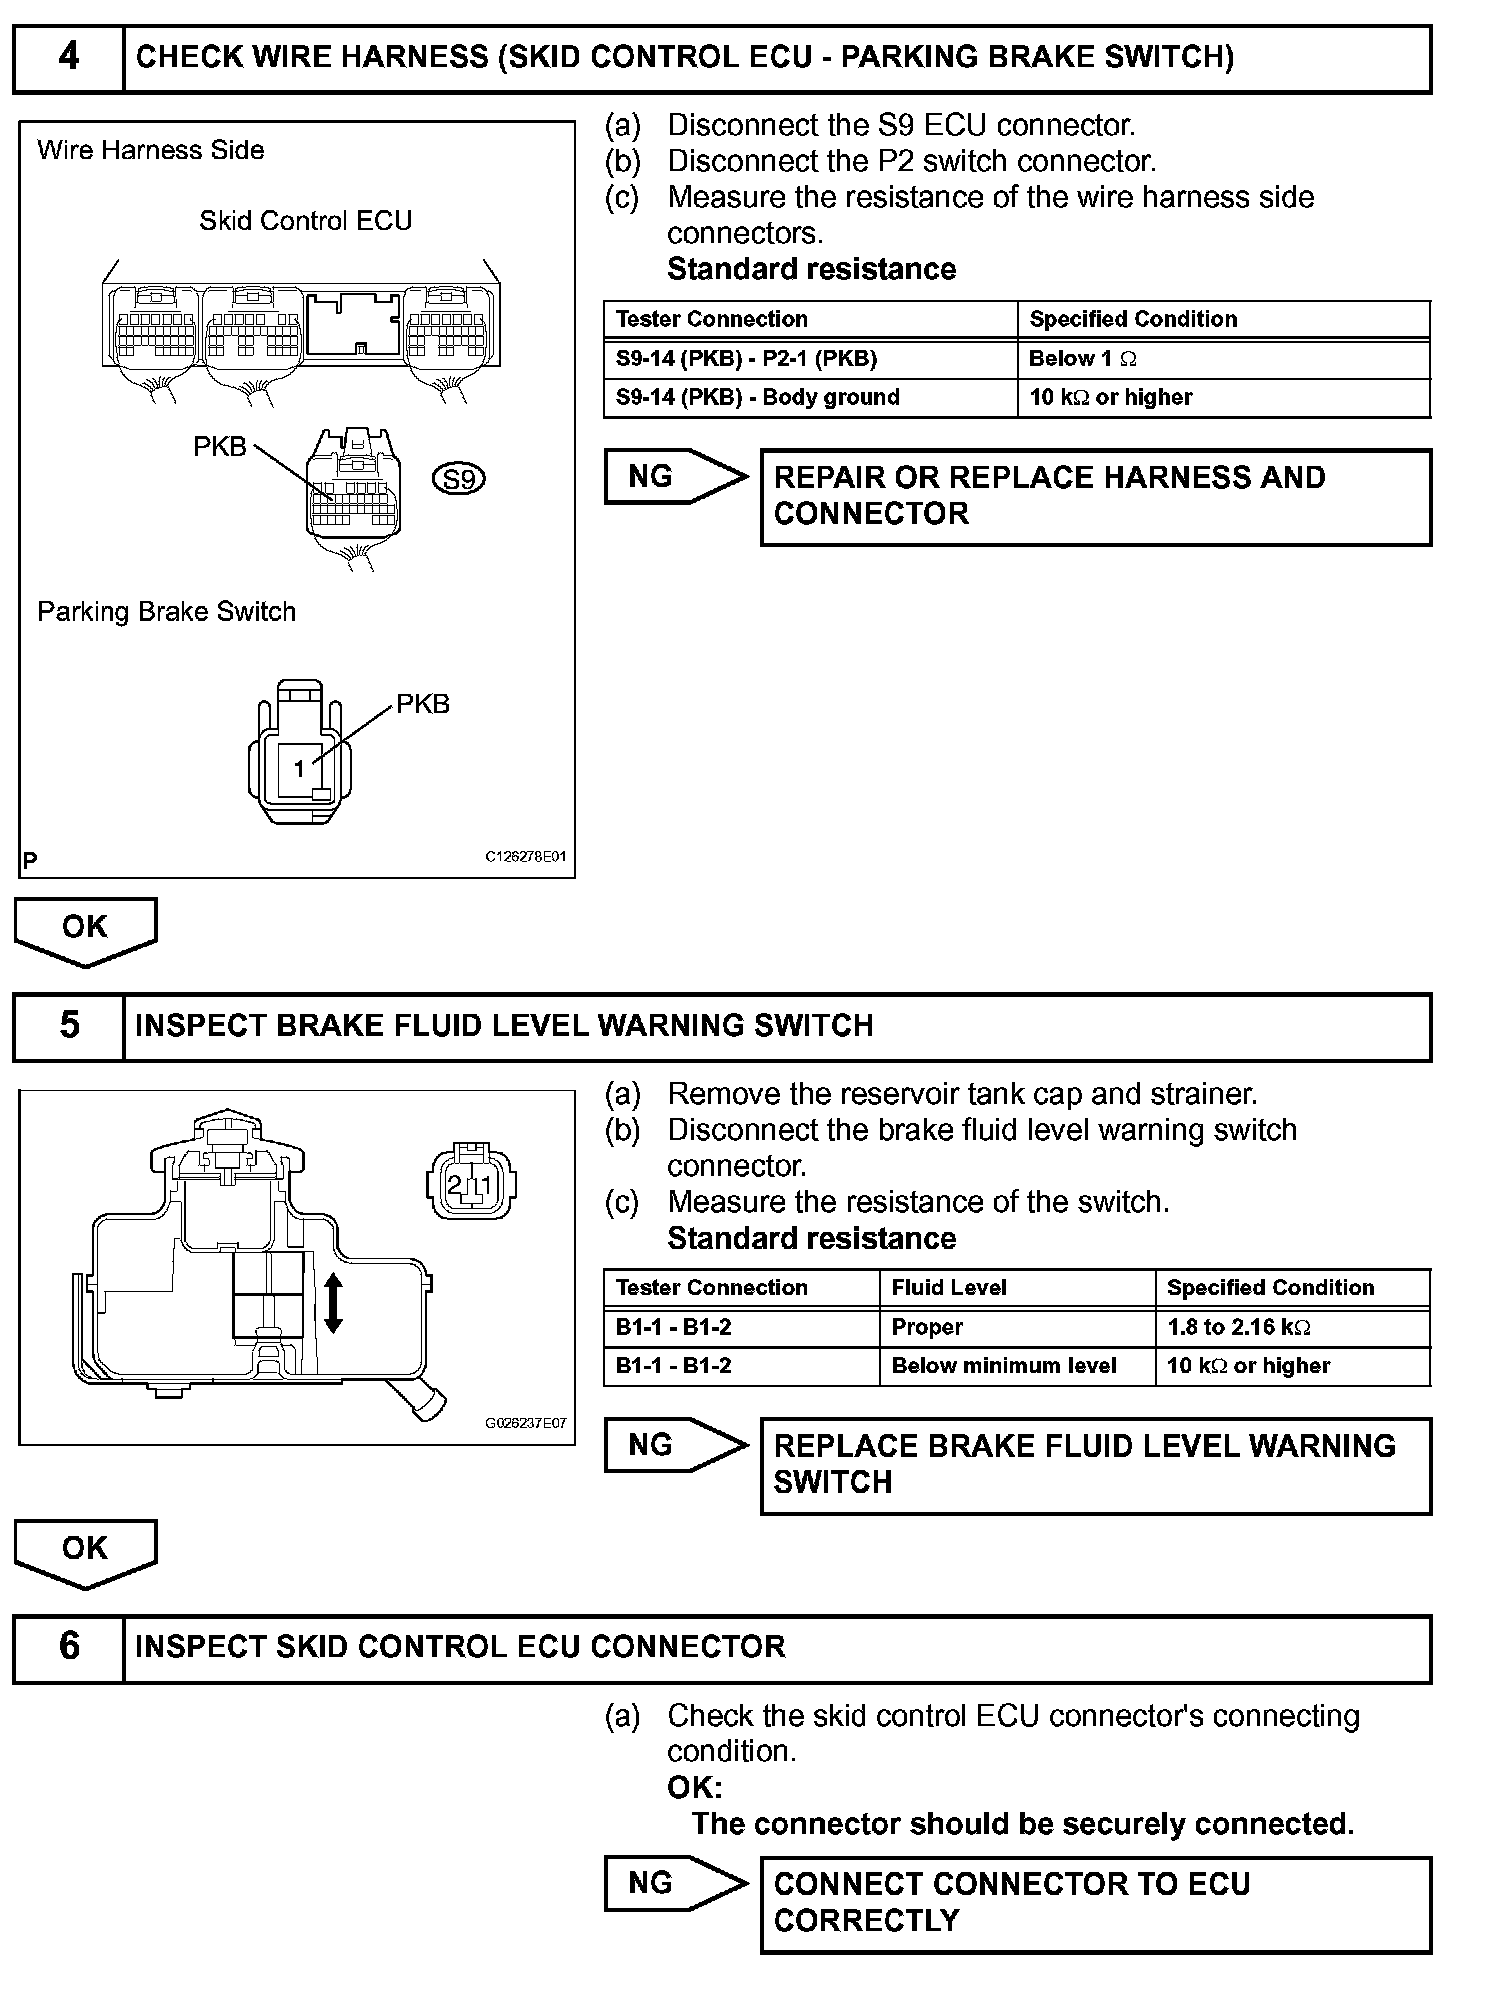 4
CHECK WIRE HARNESS (SKID CONTROL ECU - PARKING BRAKE SWITCH)
Wire Harness Side
Skid Control ECU
PKB
S9
Parking Brake Switch
PKB
1
P
C126278E01
(a) Disconnect the S9 ECU connector.
(b) Disconnect the P2 switch connector.
(c) Measure the resistance of the wire harness side
connectors.
Standard resistance
Tester Connection Specified Condition
S9-14 (PKB) - P2-1 (PKB) Below 1 Ω
S9-14 (PKB) - Body ground 10 kΩ or higher
NG
REPAIR OR REPLACE HARNESS AND
CONNECTOR
OK
5
INSPECT BRAKE FLUID LEVEL WARNING SWITCH
2 1
G026237E07
(a) Remove the reservoir tank cap and strainer.
(b) Disconnect the brake fluid level warning switch
connector.
(c) Measure the resistance of the switch.
Standard resistance
Tester Connection Fluid Level Specified Condition
B1-1 - B1-2 Proper 1.8 to 2.16 kΩ
B1-1 - B1-2 Below minimum level 10 kΩ or higher
NG
REPLACE BRAKE FLUID LEVEL WARNING
SWITCH
OK
6
INSPECT SKID CONTROL ECU CONNECTOR
(a) Check the skid control ECU connector's connecting
condition.
OK:
The connector should be securely connected.
NG
CONNECT CONNECTOR TO ECU
CORRECTLY